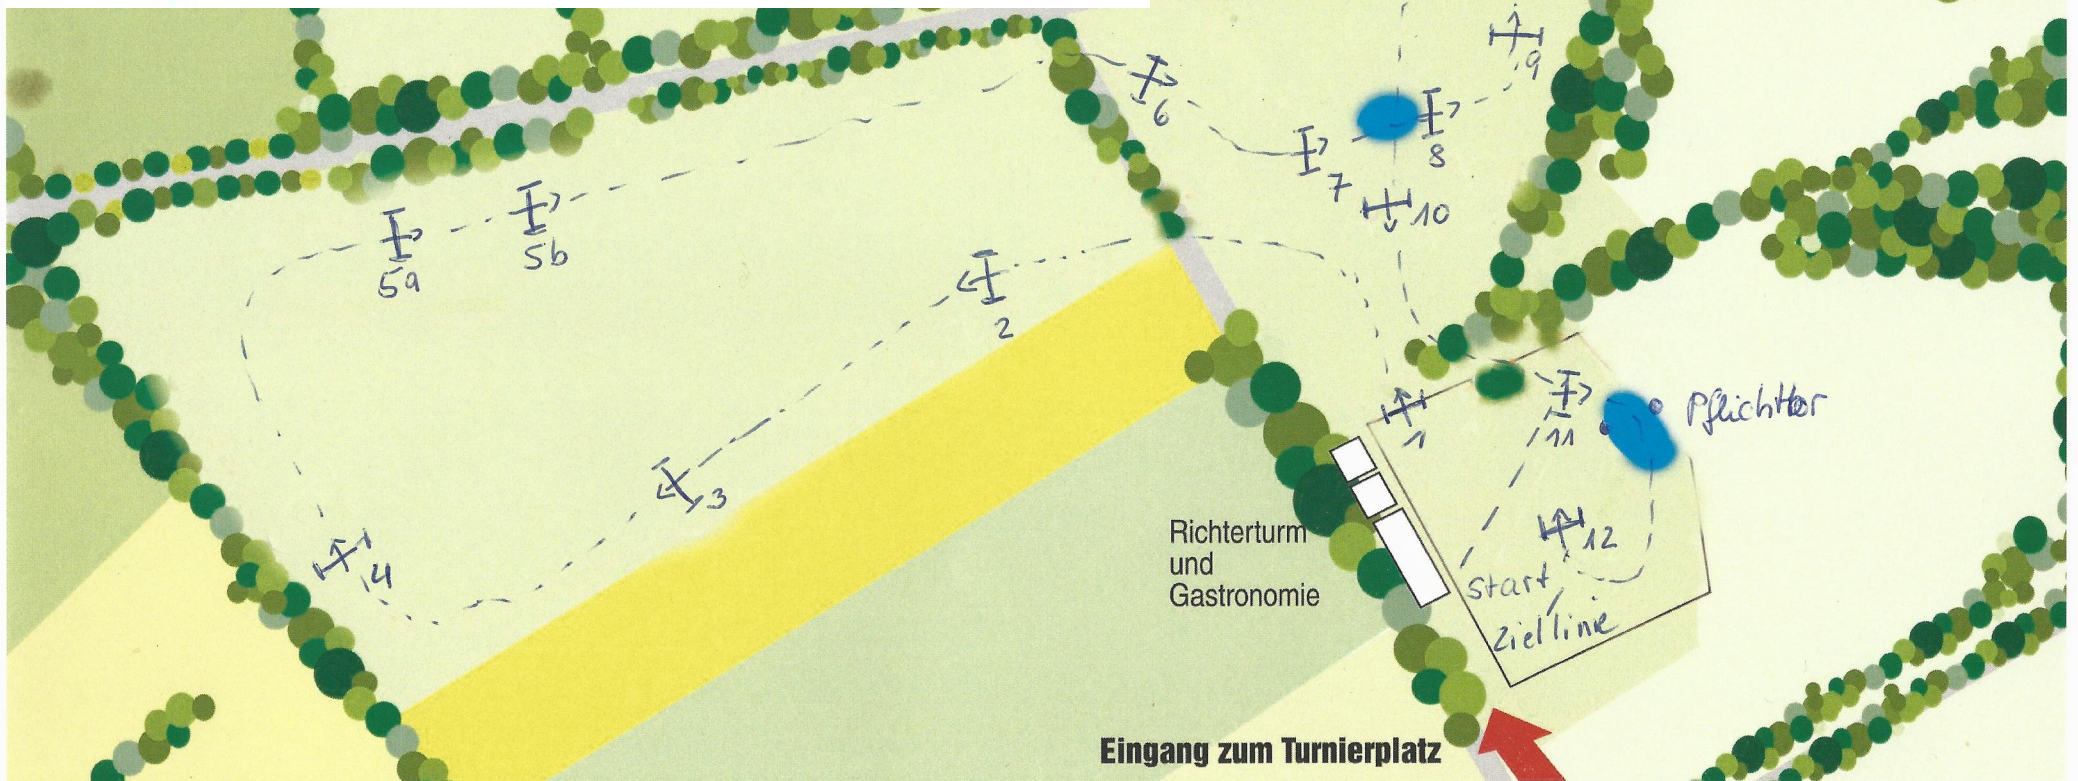 9
6
8
7
10
5a
5b
2
Pflichttor
1
11
3
12
4
Richterturm
und
Gastronomie
Start
Ziellinie
Eingang zum Turnierplatz